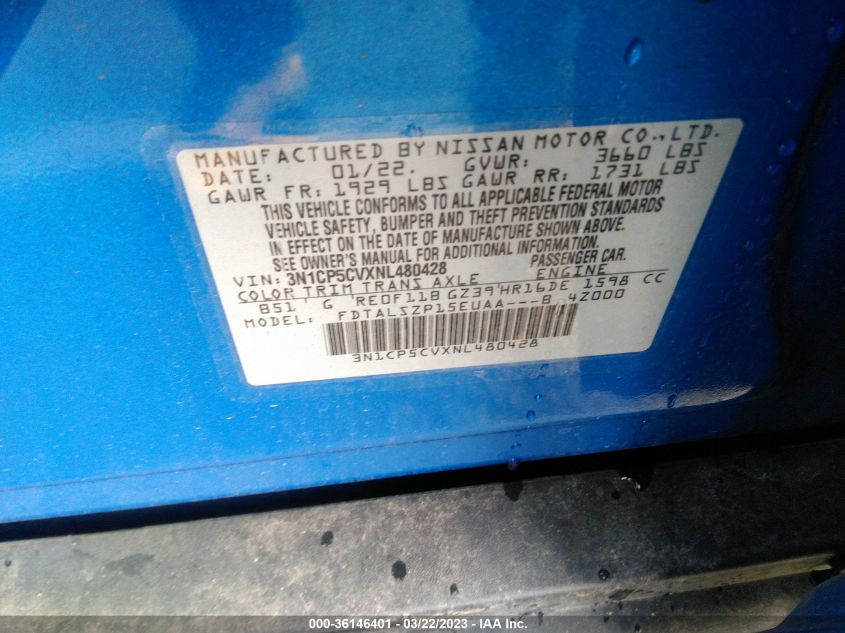 MANUFACTURED BY NISSAN MOTOR CO., LTD.
DATE: 01/22. GVWR: 3660 LBS
GAWR FR: 1929 LBS GAWR RR: 1731 LBS
THIS VEHICLE CONFORMS TO ALL APPLICABLE FEDERAL MOTOR
VEHICLE SAFETY, BUMPER AND THEFT PREVENTION STANDARDS
IN EFFECT ON THE DATE OF MANUFACTURE SHOWN ABOVE.
SEE OWNER'S MANUAL FOR ADDITIONAL INFORMATION.
VIN: 3N1CP5CVXNL480428 PASSENGER CAR.
COLOR TRIM TRANS AXLE ENGINE
B51 G RE0F11B GZ39 HR16DE 1598 CC
MODEL: FDTALSZP15EUAA---B, 4Z000
3N1CP5CVXNL480428
000-36146401 - 03/22/2023 - IAA Inc.